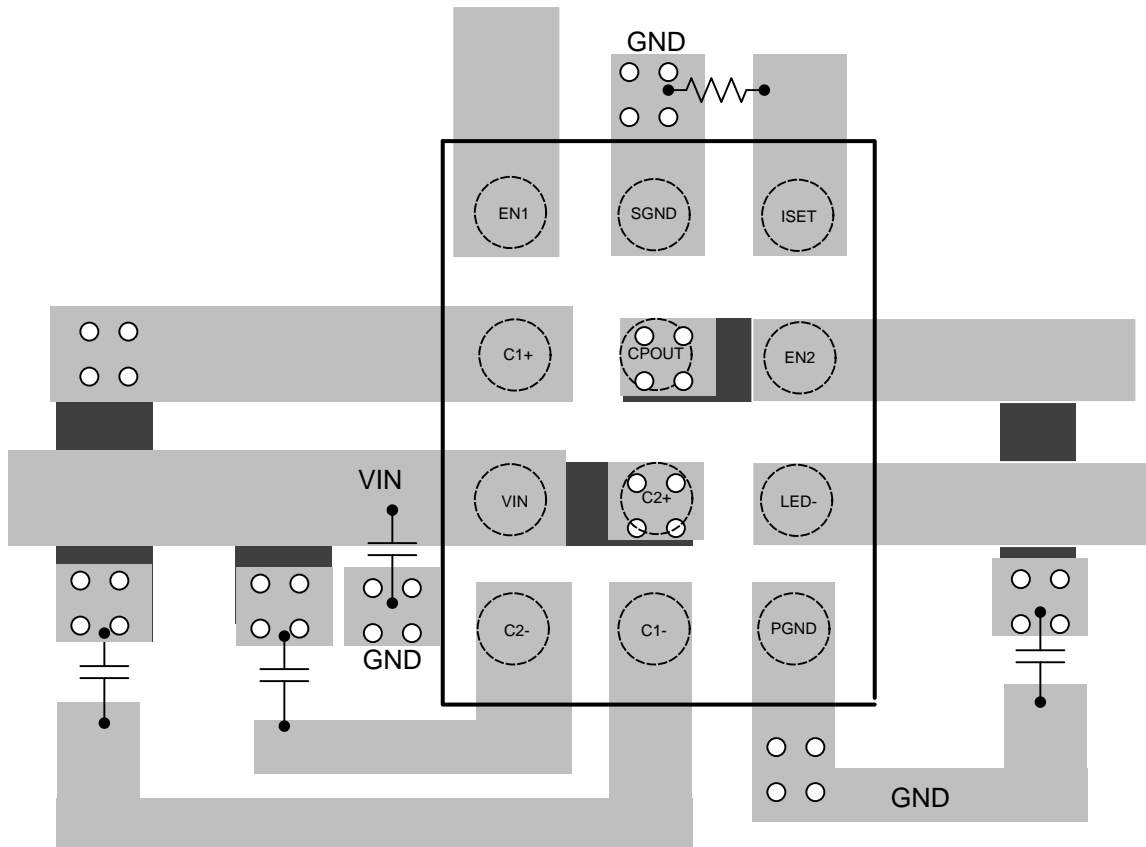 GND
EN1
SGND
ISET
C1+
CPOUT
EN2
VIN
VIN
C2+
LED-
C2-
C1-
PGND
GND
GND